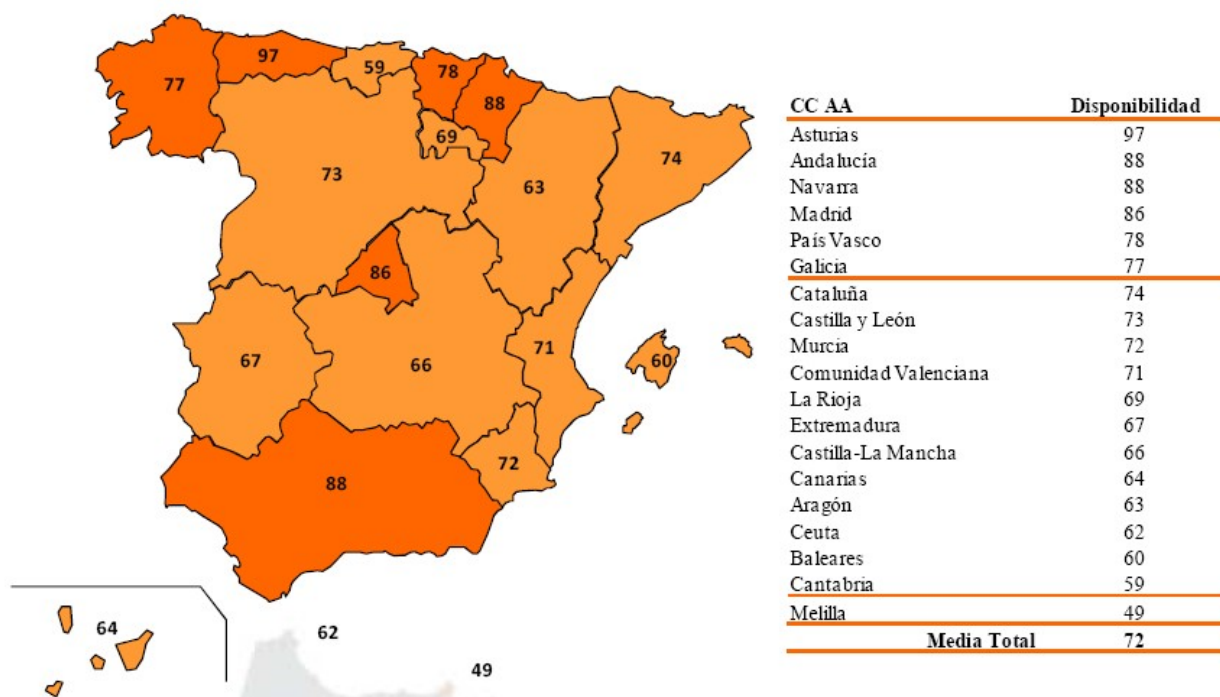 97
59
78
77
88
69
74
73
63
86
71
67
66
60
72
88
64
62
49
CC AA Disponibilidad
Asturias 97
Andalucía 88
Navarra 88
Madrid 86
País Vasco 78
Galicia 77
Cataluña 74
Castilla y León 73
Murcia 72
Comunidad Valenciana 71
La Rioja 69
Extremadura 67
Castilla-La Mancha 66
Canarias 64
Aragón 63
Ceuta 62
Baleares 60
Cantabria 59
Melilla 49
Media Total 72